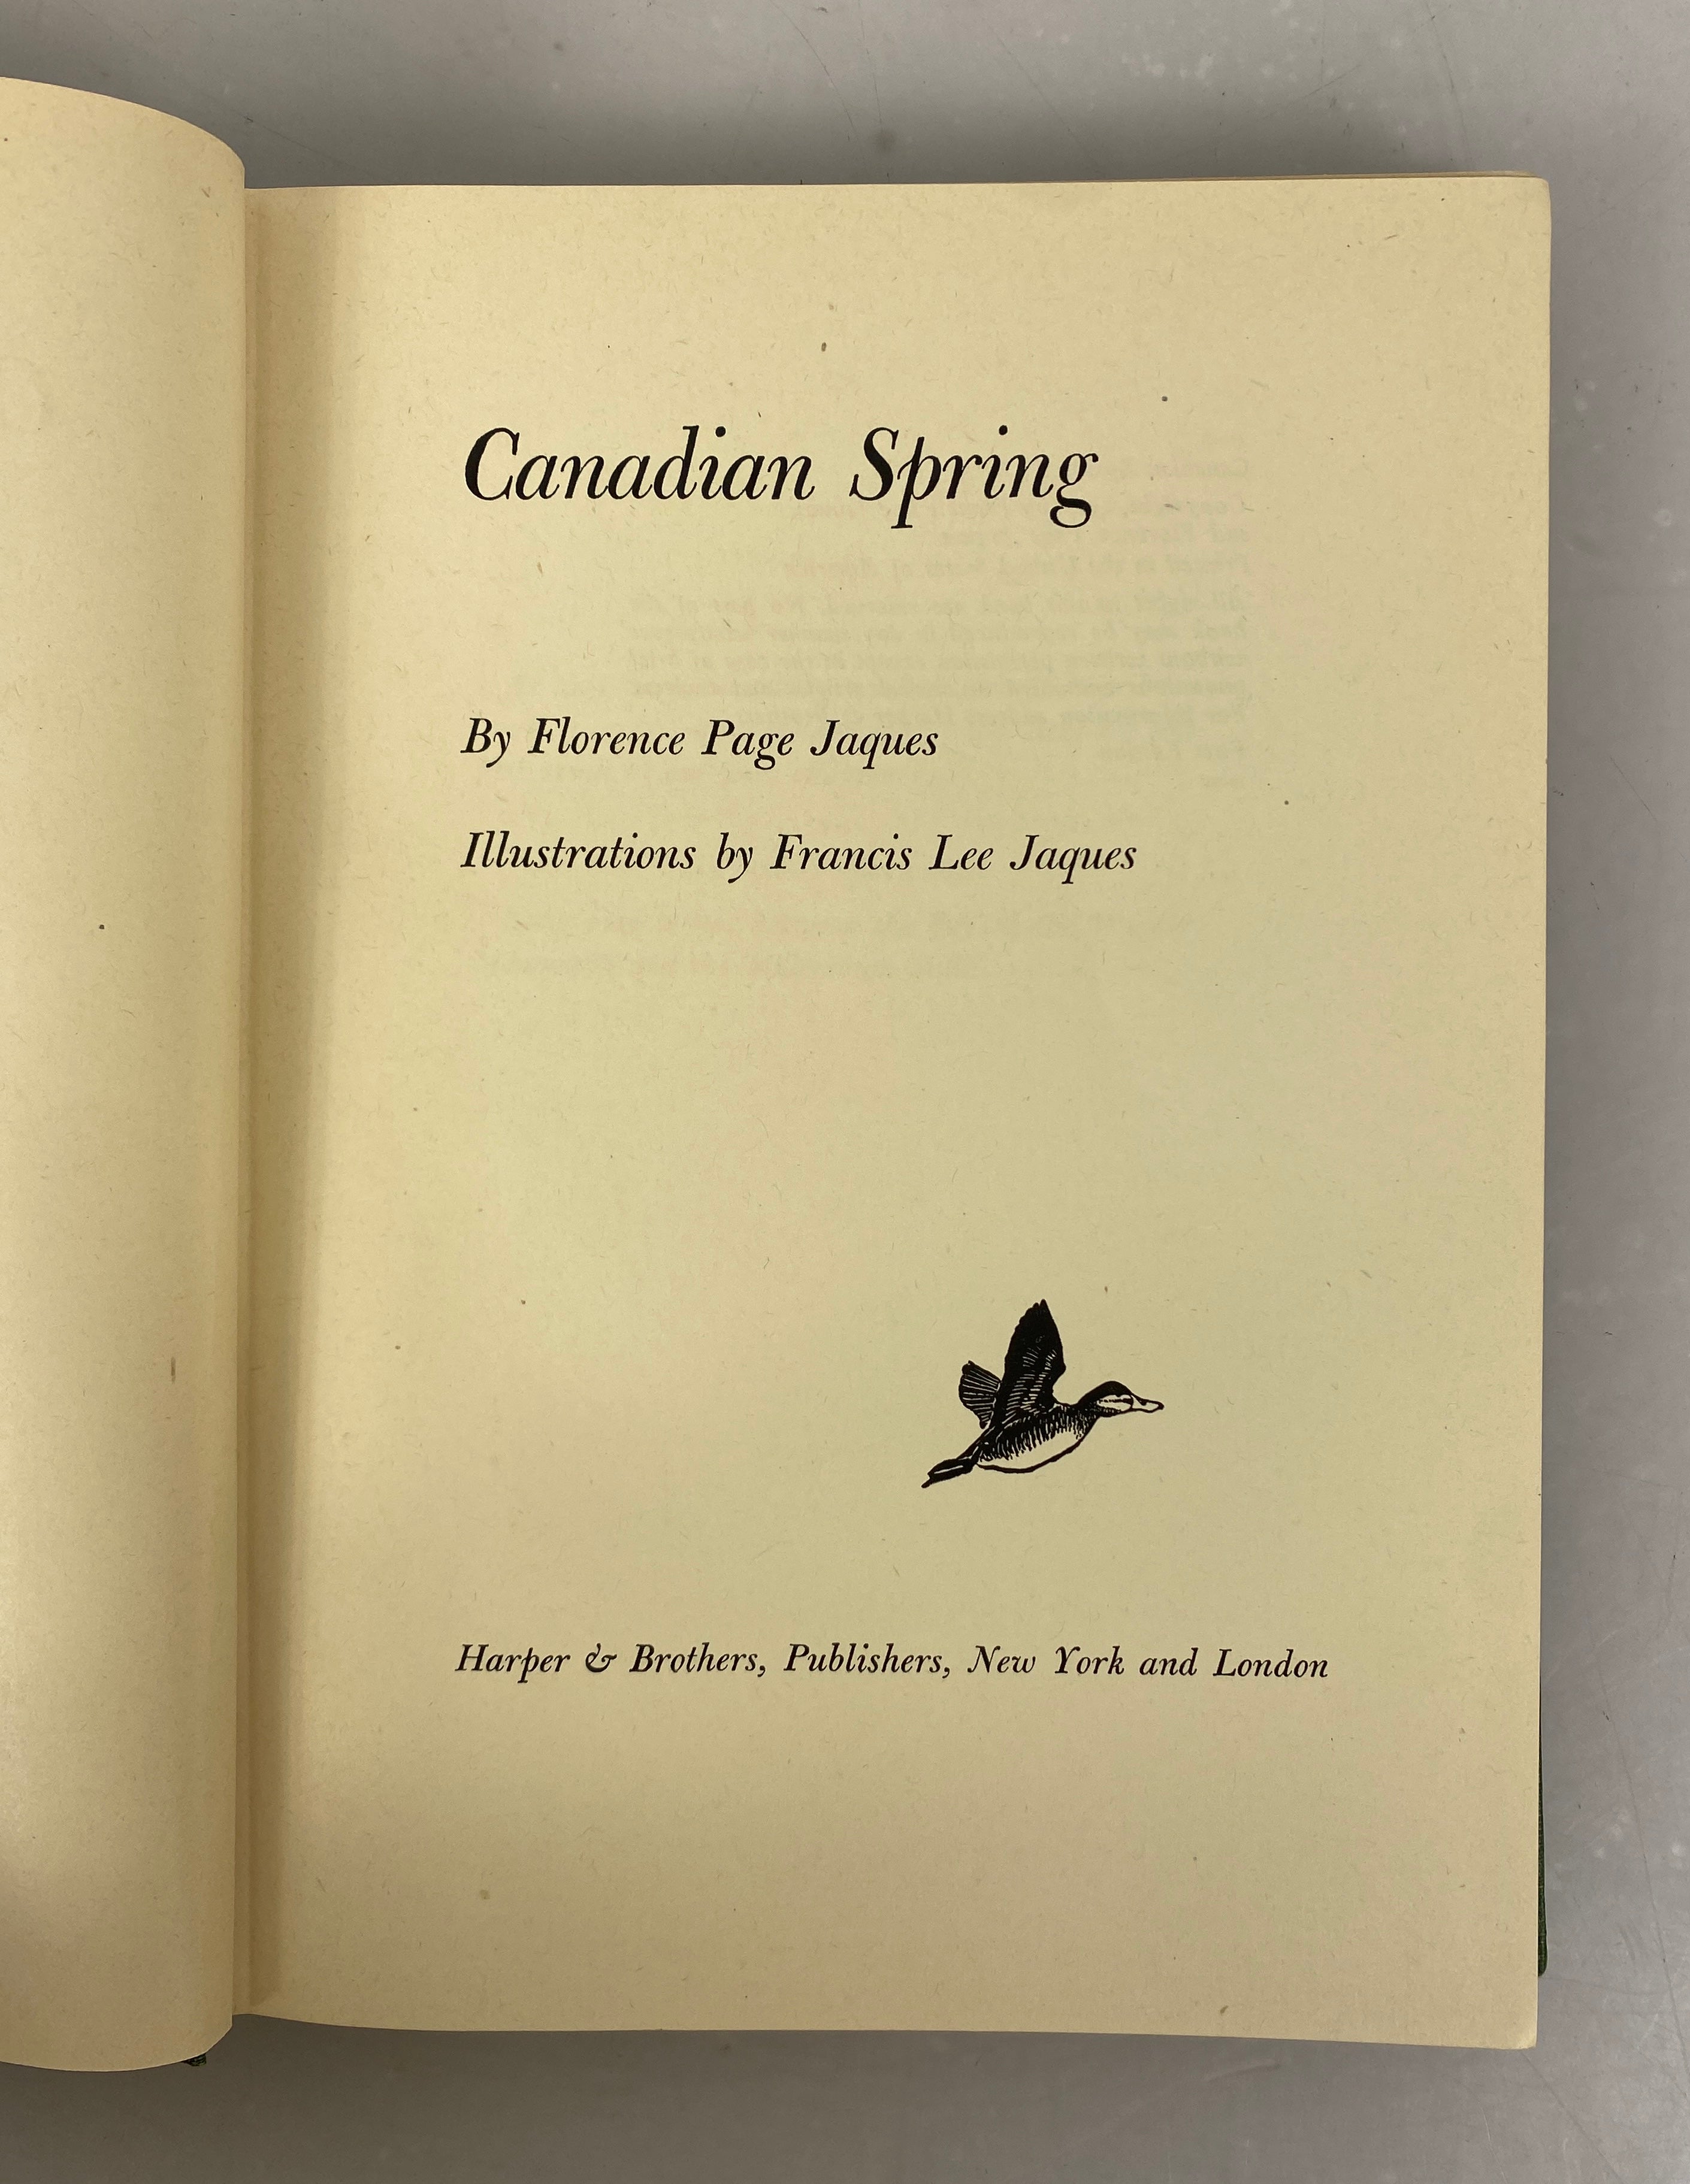 Canadian Spring
By Florence Page Jaques
Illustrations by Francis Lee Jaques
Harper & Brothers, Publishers, New York and London